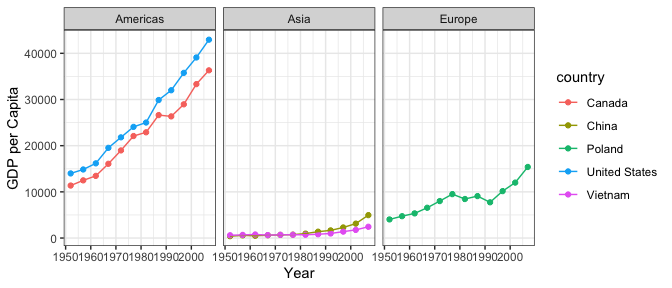 Americas Asia Europe
40000
30000
20000
10000
0
GDP per Capita
1950 1960 1970 1980 1990 2000 1950 1960 1970 1980 1990 2000 1950 1960 1970 1980 1990 2000
Year
country
Canada
China
Poland
United States
Vietnam